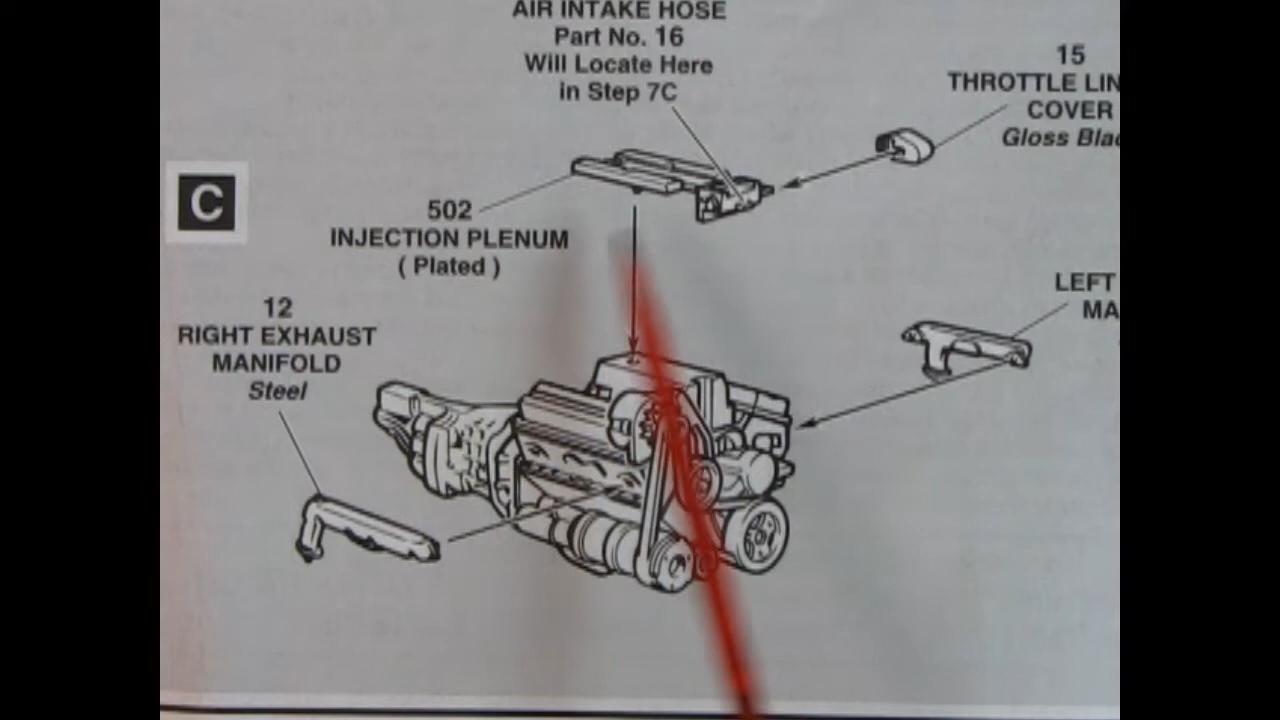 AIR INTAKE HOSE
Part No. 16
Will Locate Here
in Step 7C
15
THROTTLE LIN
COVER
Gloss Blac
C
502
INJECTION PLENUM
( Plated )
12
RIGHT EXHAUST
MANIFOLD
Steel
LEFT
MA